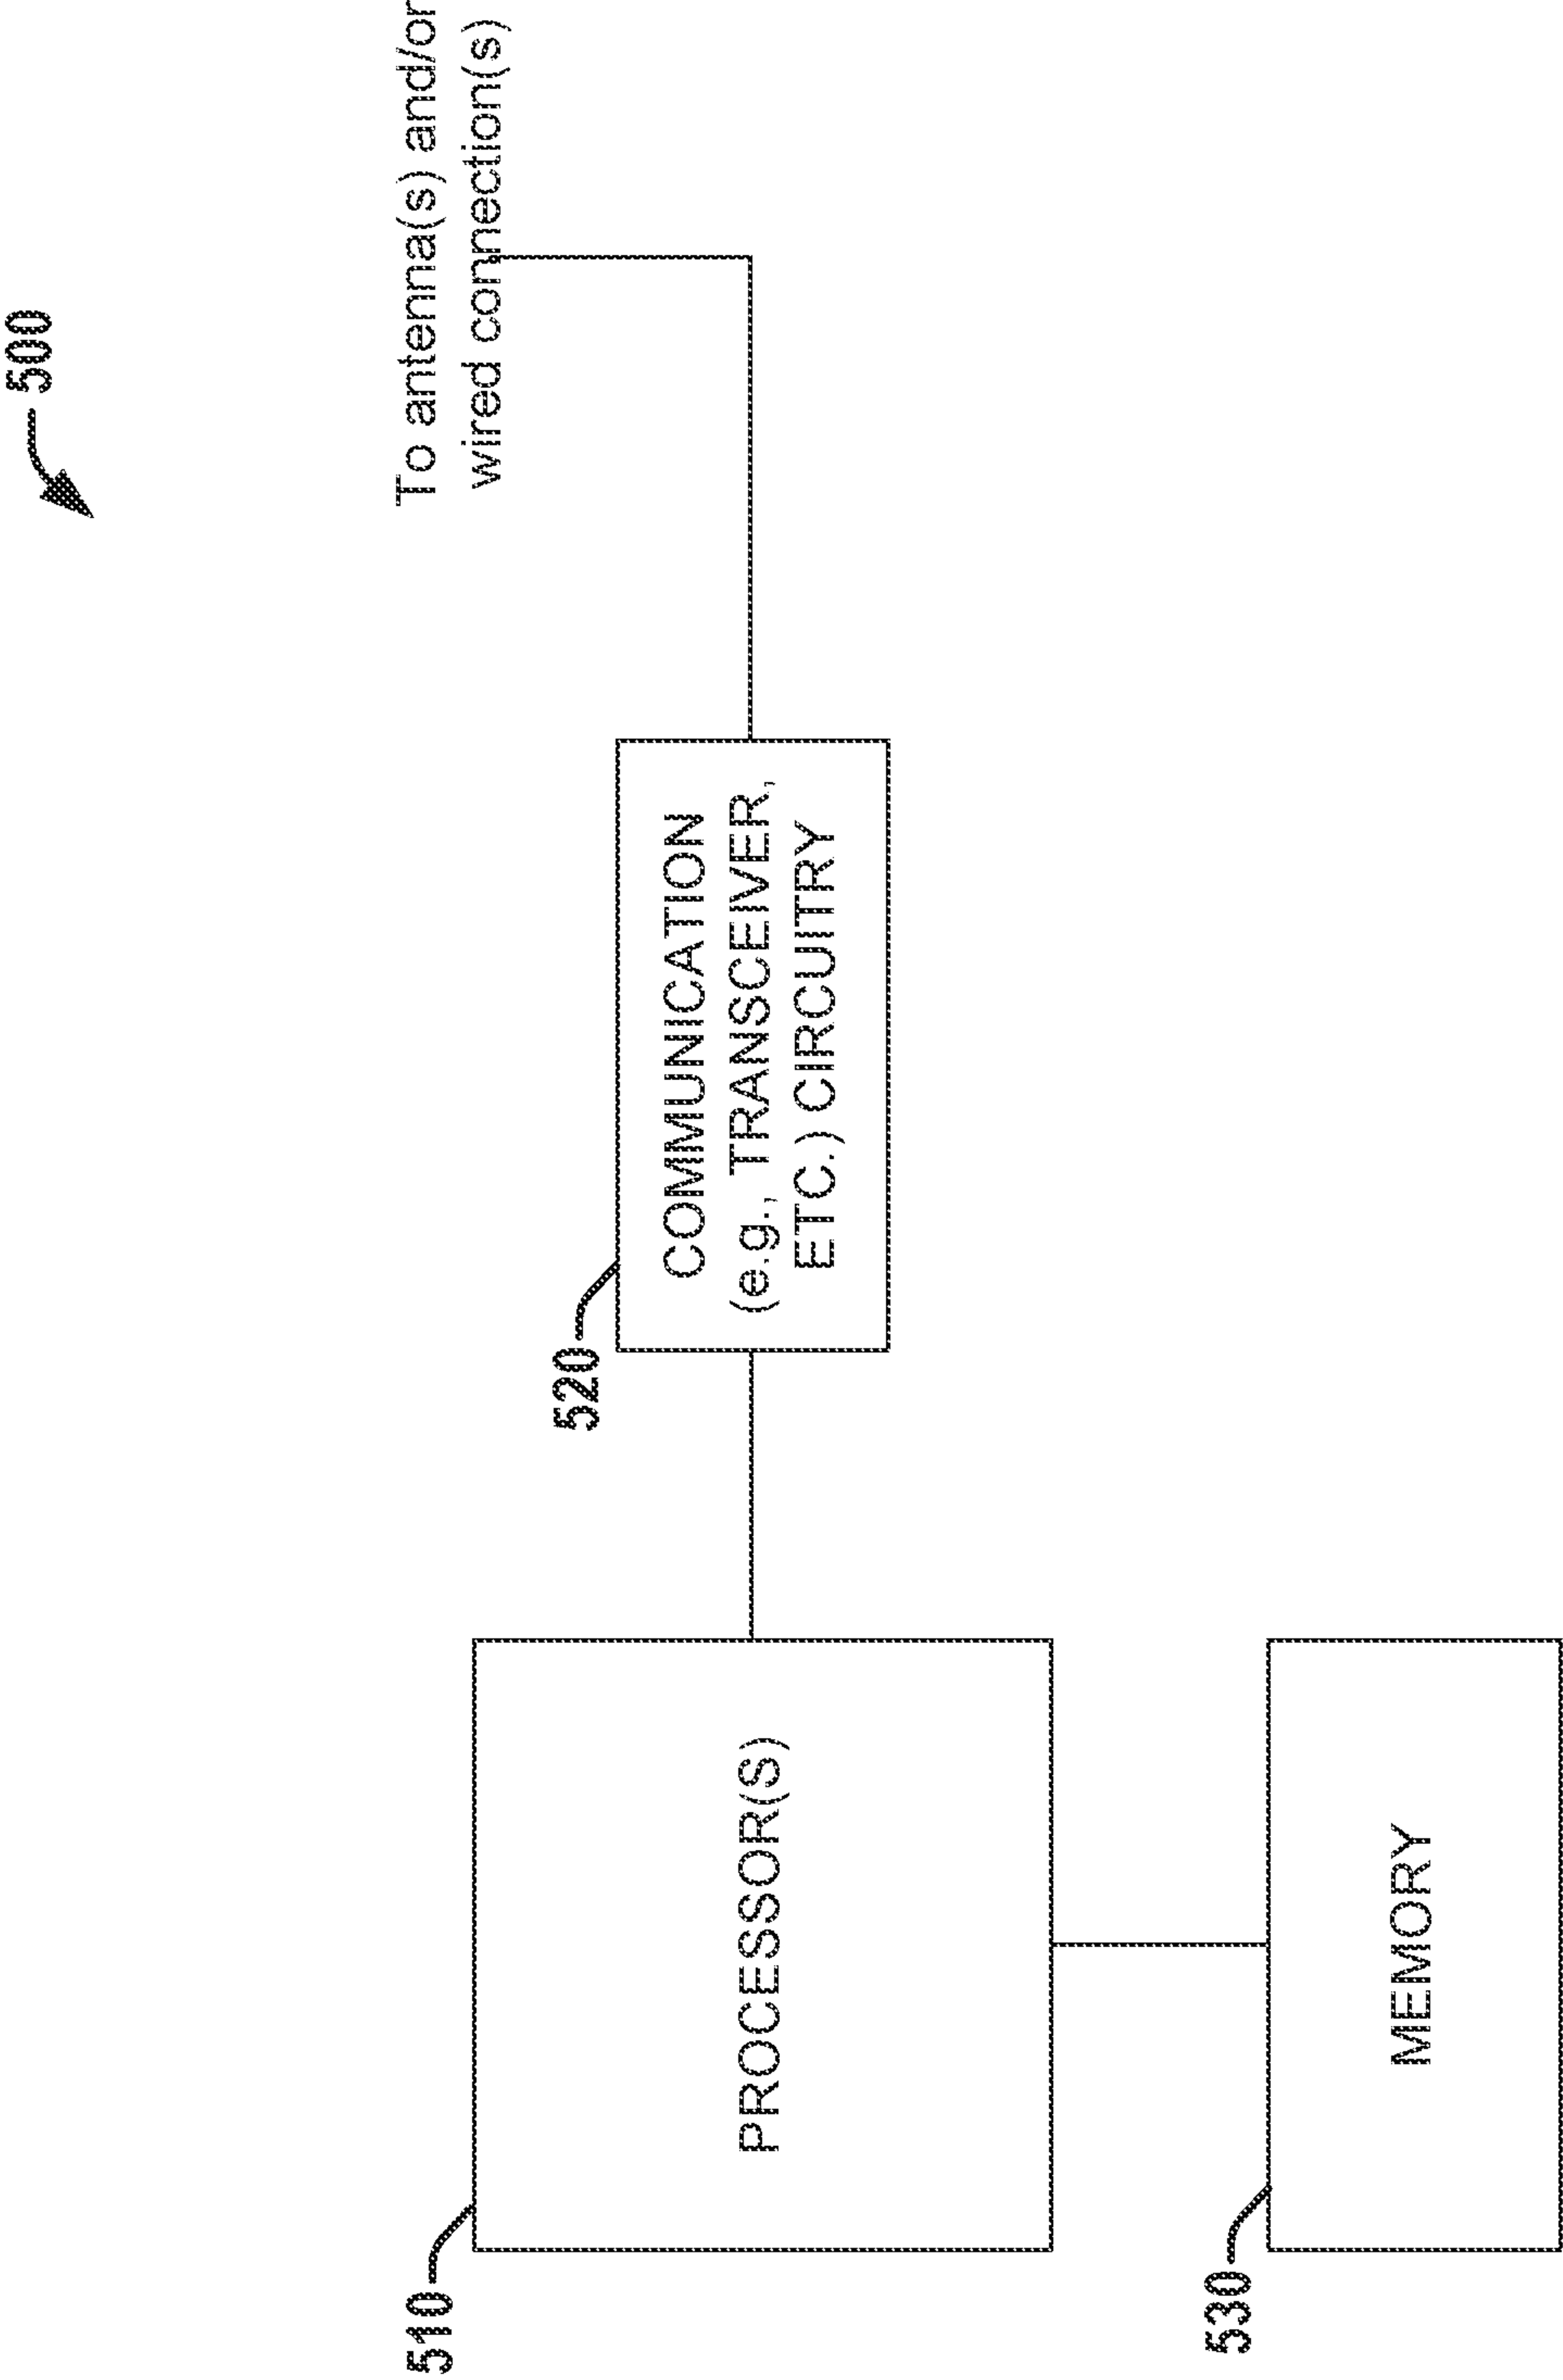 500
To antenna(s) and/or
wired connection(s)
510
PROCESSOR(S)
520
COMMUNICATION
(e.g., TRANSCEIVER,
ETC.) CIRCUITRY
530
MEMORY